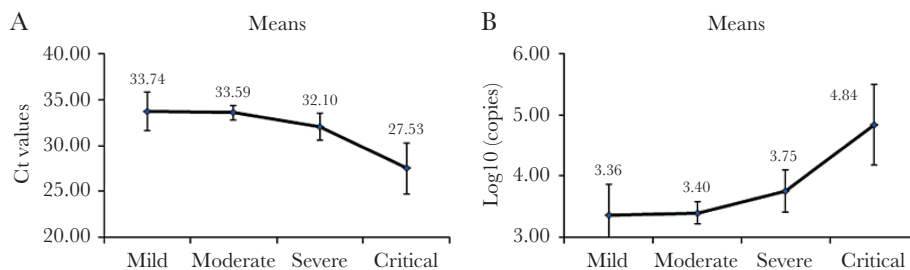 A
Means
Ct values
40.00
35.00
30.00
25.00
20.00
33.74
33.59
32.10
27.53
Mild Moderate Severe Critical
B
Means
Log10 (copies)
6.00
5.00
4.00
3.00
3.36
3.40
3.75
4.84
Mild Moderate Severe Critical